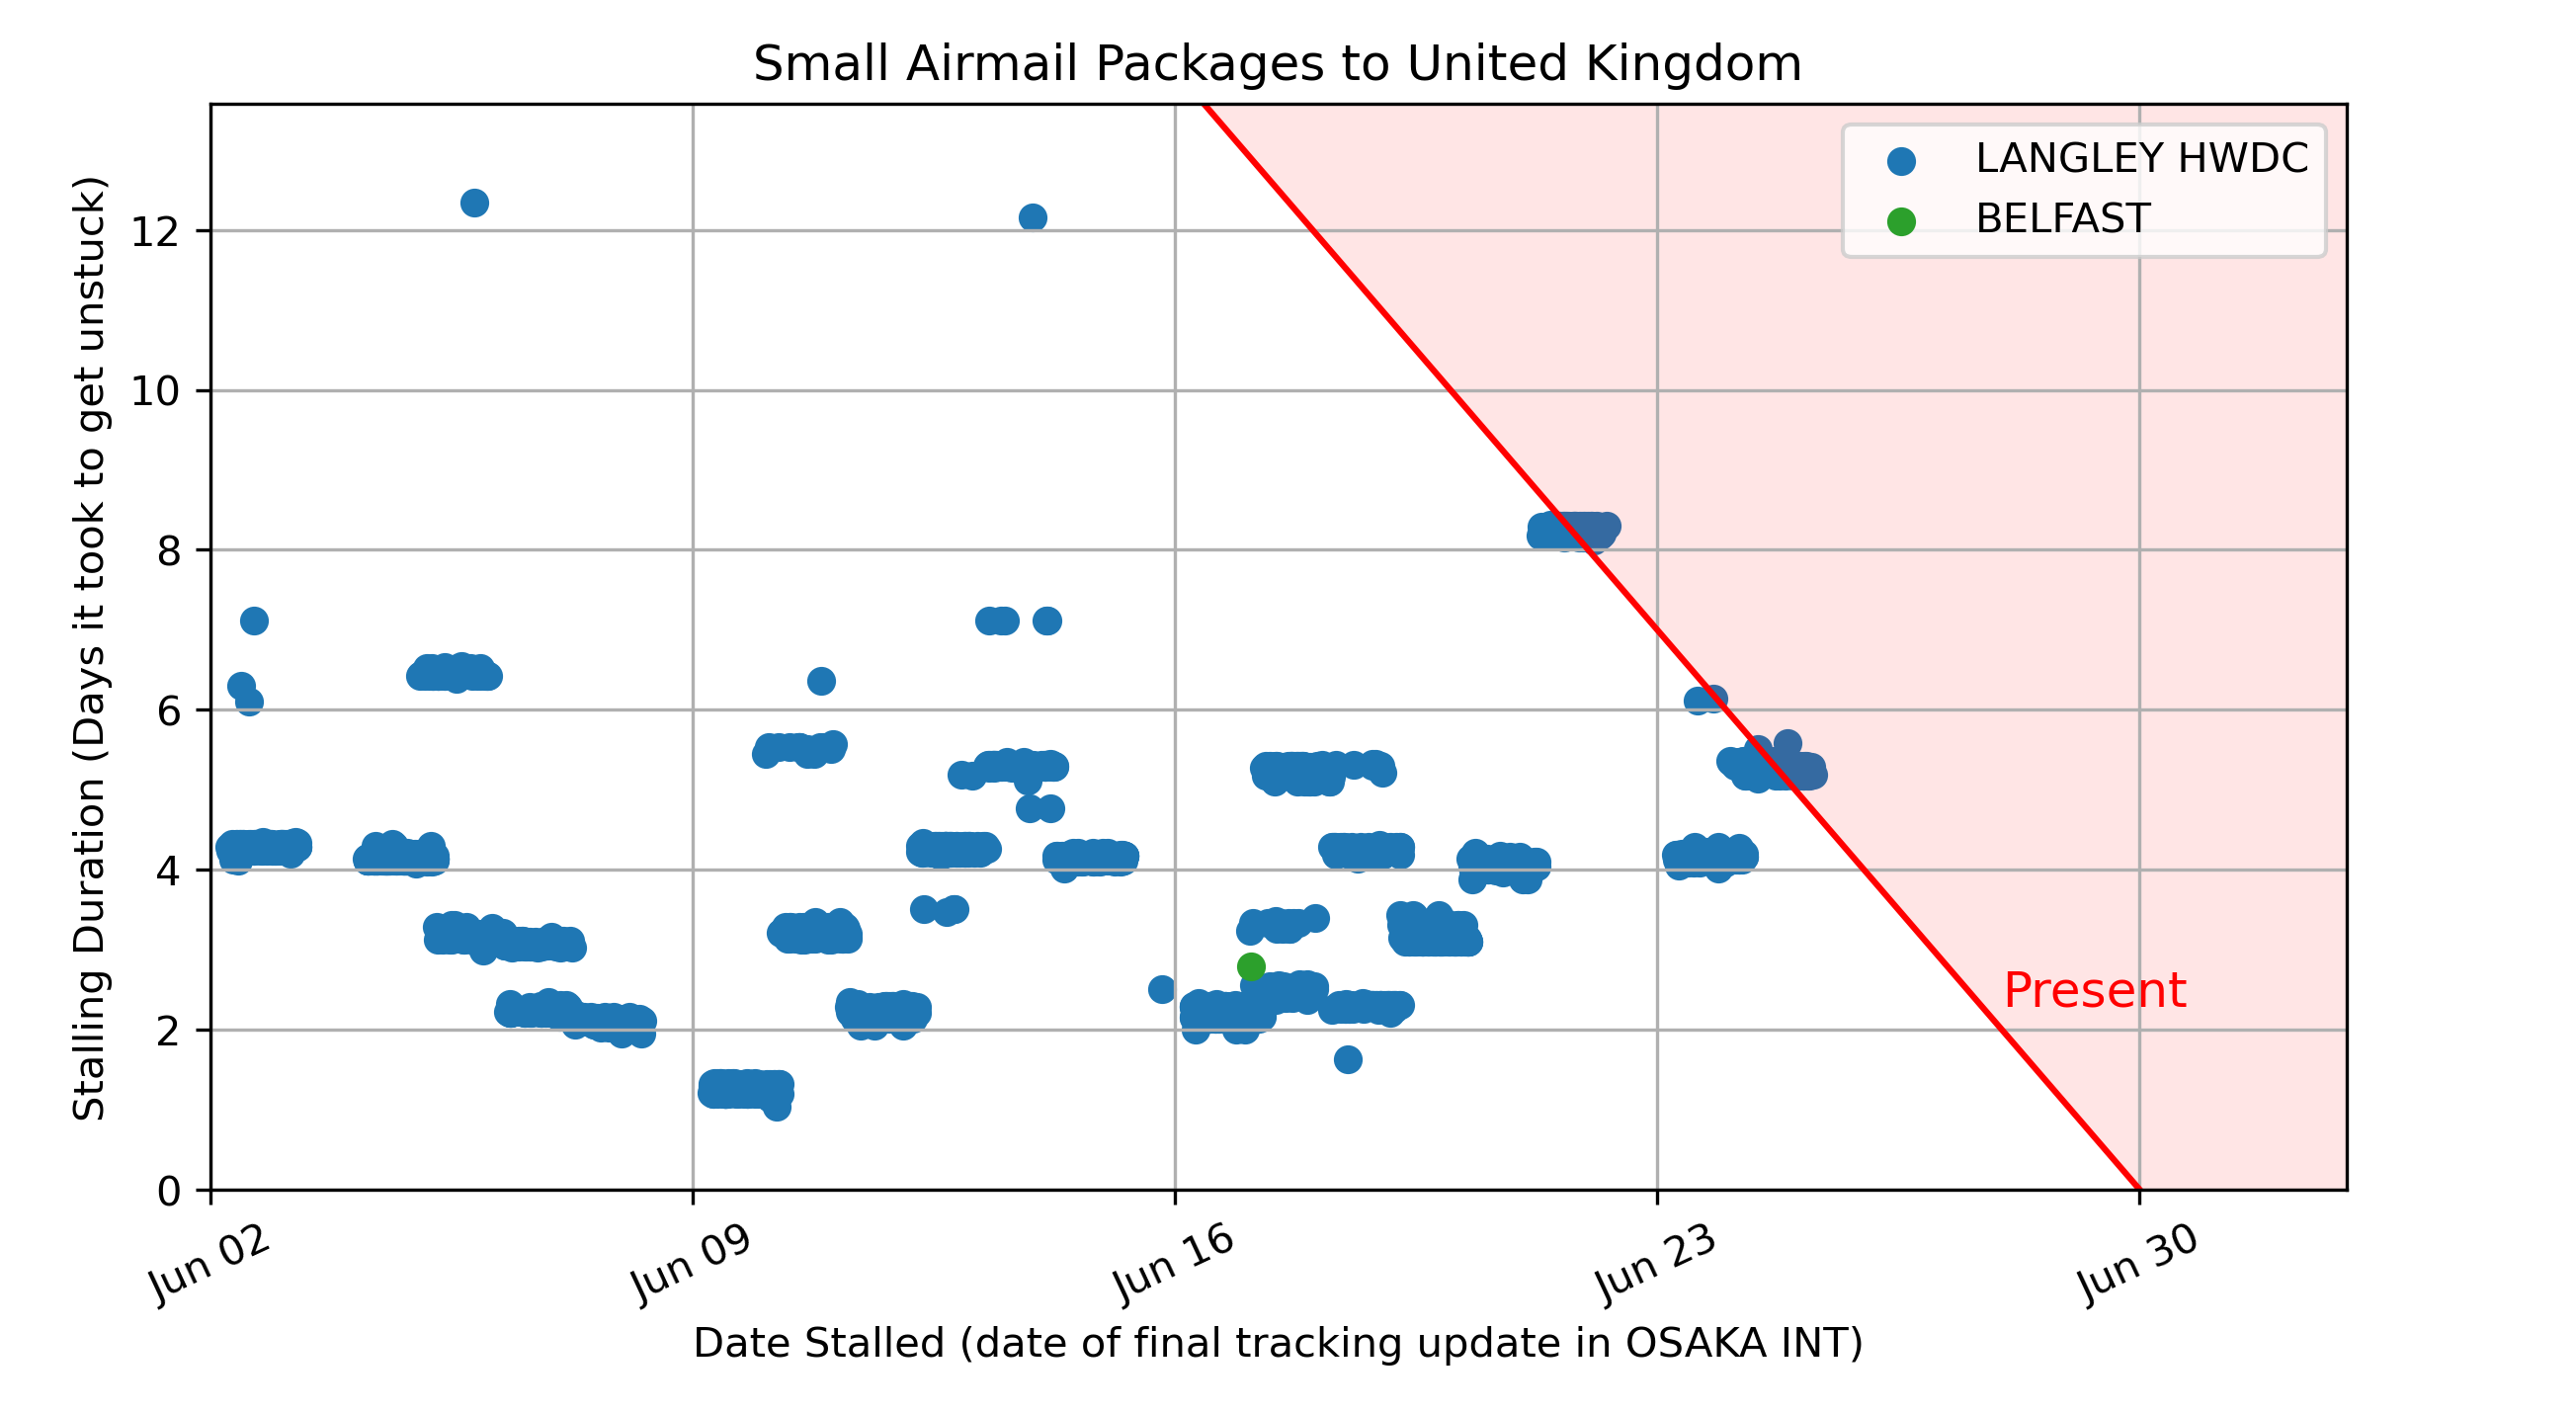 Small Airmail Packages to United Kingdom
LANGLEY HWDC
BELFAST
Stalling Duration (Days it took to get unstuck)
12
10
8
6
4
2
0
Present
Jun 02
Jun 09
Jun 16
Jun 23
Jun 30
Date Stalled (date of final tracking update in OSAKA INT)